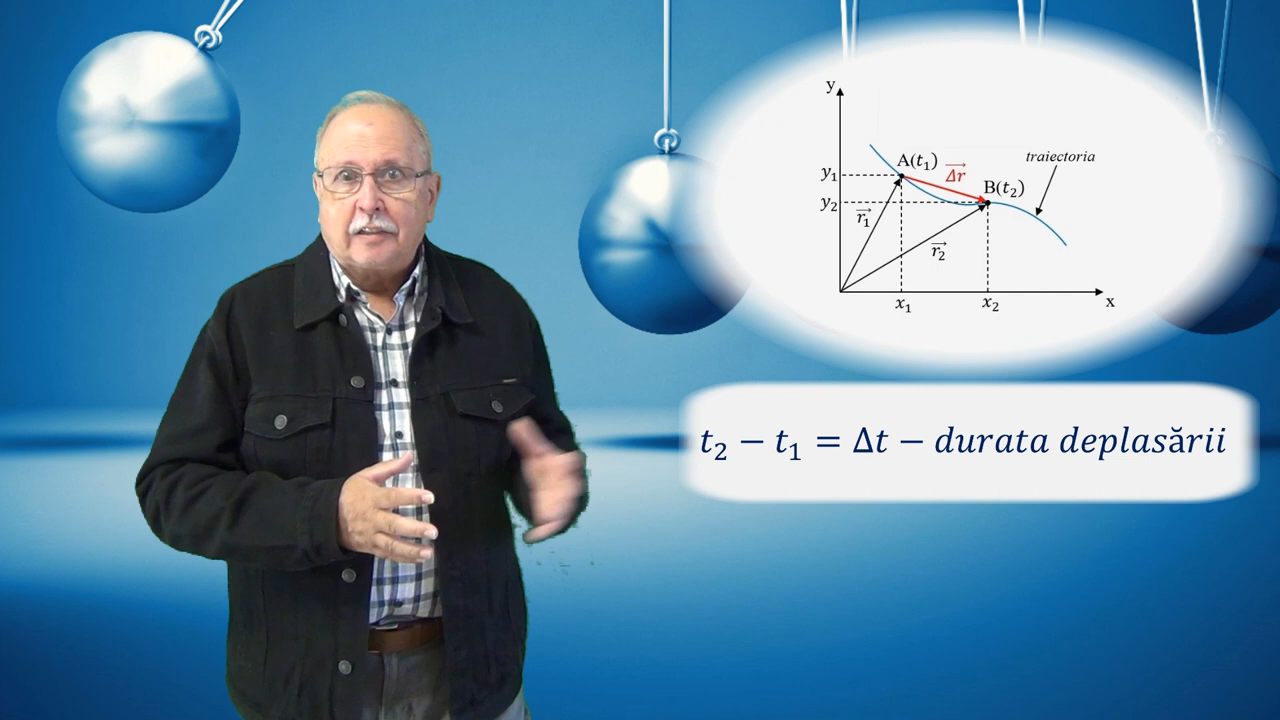 y
A(t₁) Δr⃗ traiectoria
y₁ B(t₂)
y₂
r₁⃗
r₂⃗
x₁ x₂ x
t₂ − t₁ = Δt − durata deplasării